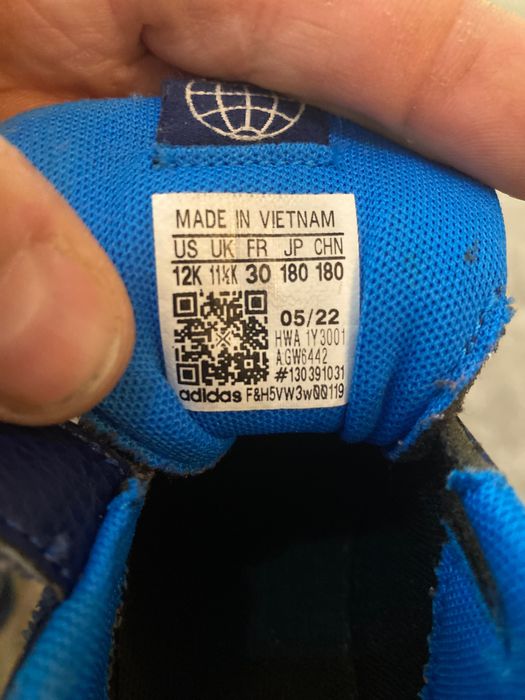 MADE IN VIETNAM
US UK FR JP CHN
12K 11½K 30 180 180
05/22
HWA 1Y3001
A GW6442
#130391031
adidas F&H5VW3w00119